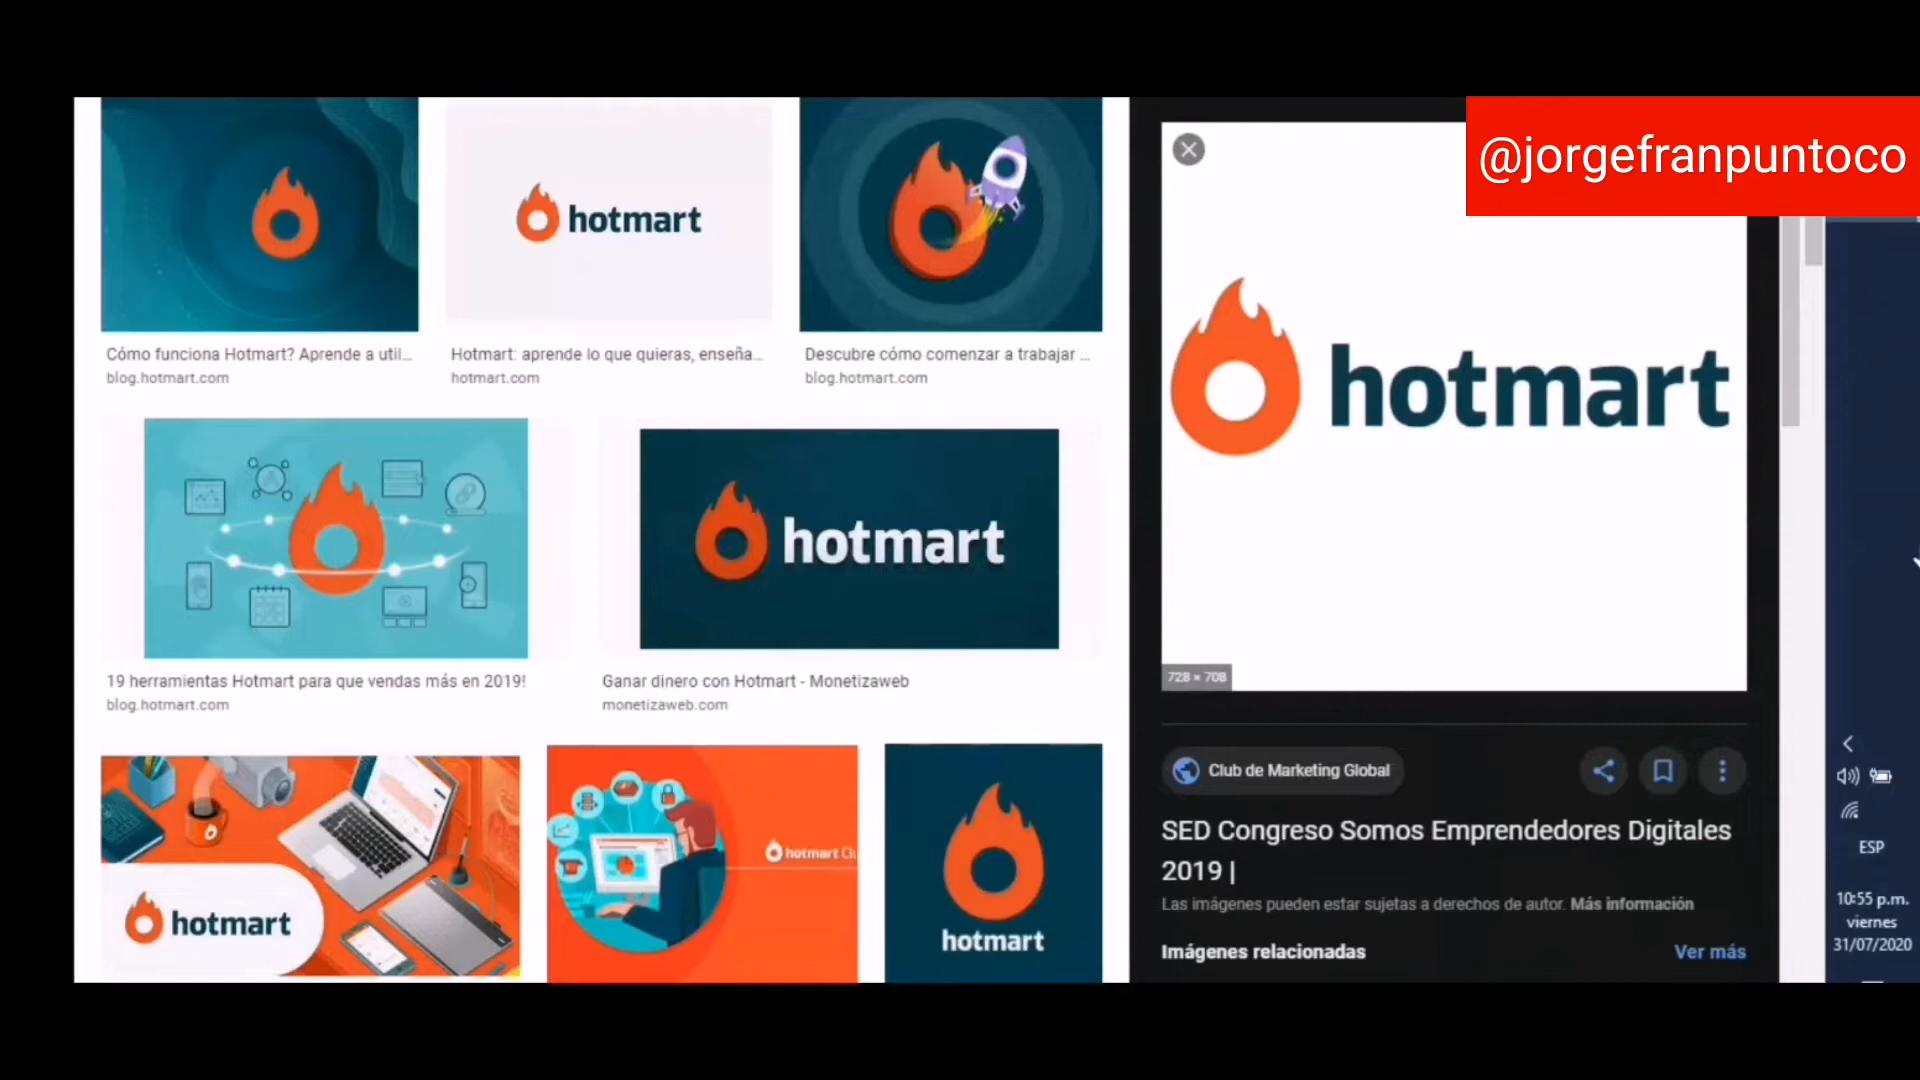 @jorgefranpuntoco
hotmart
Cómo funciona Hotmart? Aprende a util...
blog.hotmart.com
Hotmart: aprende lo que quieras, enseña...
hotmart.com
Descubre cómo comenzar a trabajar ...
blog.hotmart.com
hotmart
19 herramientas Hotmart para que vendas más en 2019!
blog.hotmart.com
Ganar dinero con Hotmart - Monetizaweb
monetizaweb.com
hotmart
hotmart
hotmart
hotmart
728 × 708
Club de Marketing Global
SED Congreso Somos Emprendedores Digitales
2019 |
Las imágenes pueden estar sujetas a derechos de autor. Más información
Imágenes relacionadas
Ver más
ESP
10:55 p.m.
viernes
31/07/2020